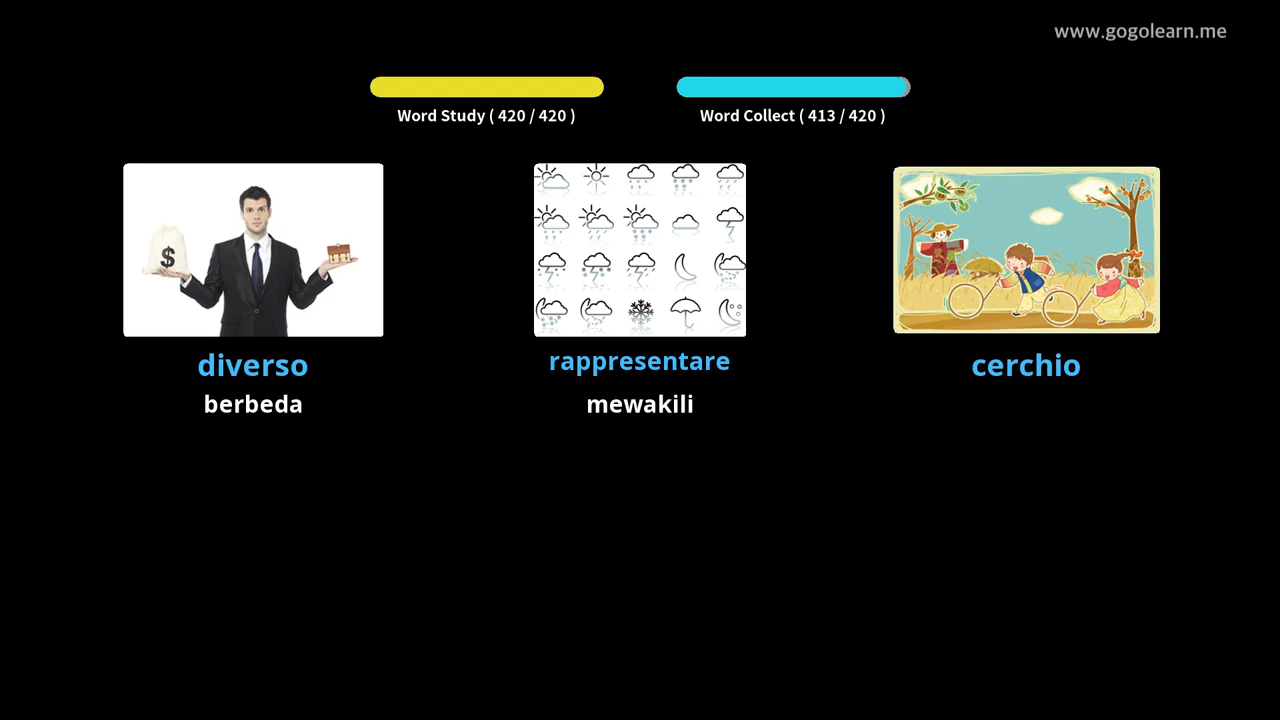 www.gogolearn.me
Word Study ( 420 / 420 )
Word Collect ( 413 / 420 )
$
diverso
rappresentare
cerchio
berbeda
mewakili